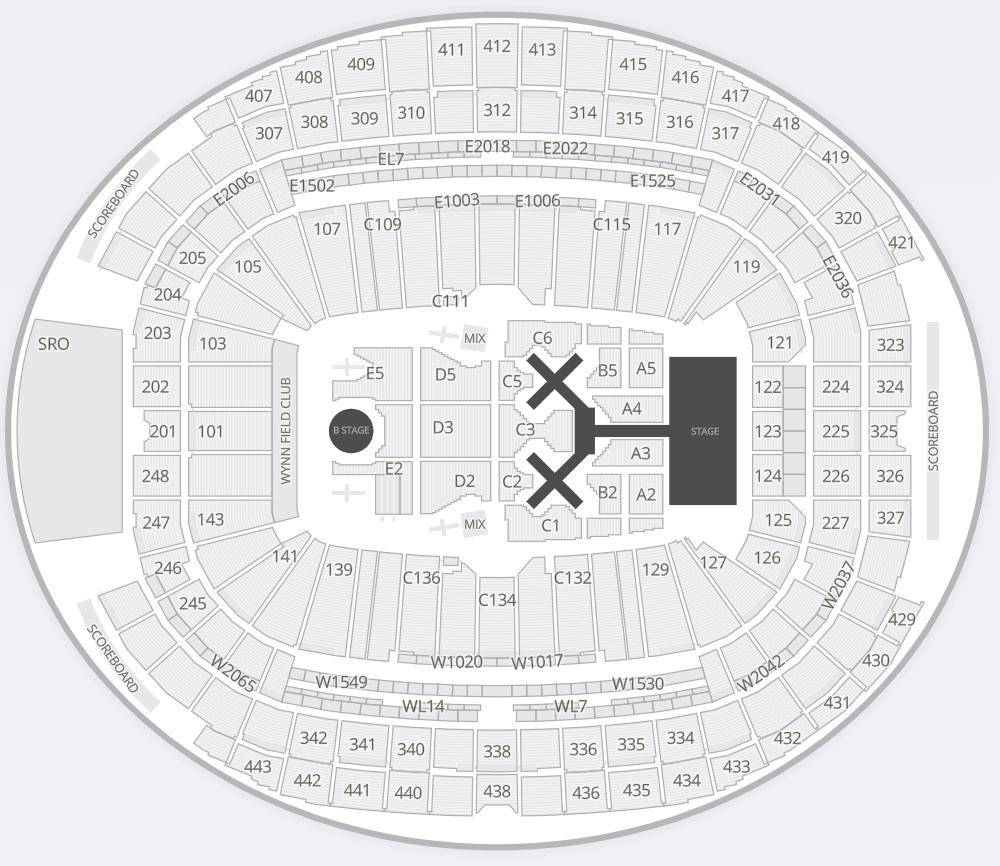 411 412 413
409 415
408 416
407 417
418
419
307 308 309 310 312 314 315 316 317
SCOREBOARD
E2006 EL7 E2018 E2022 E2031
E1502 E1525
320
421
E1003 E1006
107 C109 C115 117
205 105 119 E2036
204 C111
203 103 MIX C6 121 323
SRO
E5 D5 C5 B5 A5
202 122 224 324
WYNN FIELD CLUB
A4
201 101 B STAGE D3 C3 STAGE 123 225 325
SCOREBOARD
A3
248 E2 D2 C2 B2 A2 124 226 326
247 143 MIX C1 125 227 327
246 141 139 C136 C134 C132 129 127 126
W2037
245 429
SCOREBOARD
W2065 W1020 W1017 W2042 430
W1549 W1530
WL14 WL7 431
342 341 340 338 336 335 334 432
443 442 441 440 438 436 435 434 433